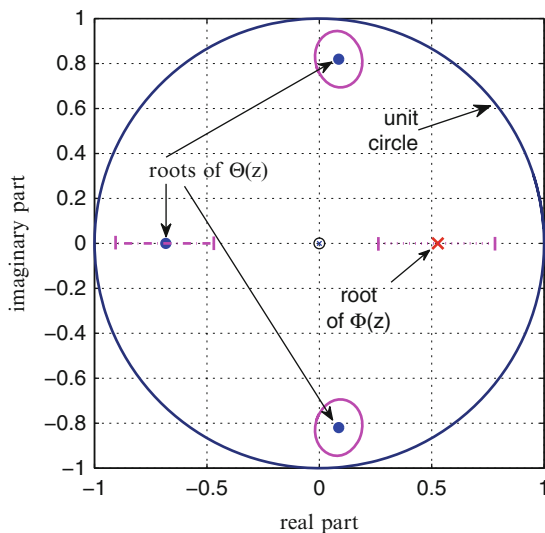 1
0.8
0.6
0.4
0.2
0
−0.2
−0.4
−0.6
−0.8
−1
imaginary part
unit
circle
roots of Θ(z)
root
of Φ(z)
−1
−0.5
0
0.5
1
real part